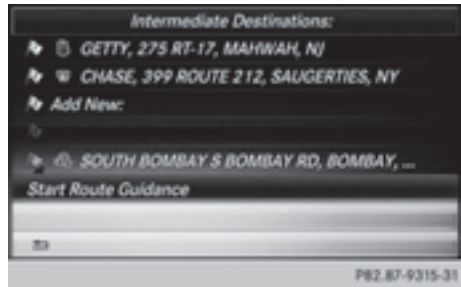 Intermediate Destinations:
GETTY, 275 RT-17, MAHWAH, NJ
CHASE, 399 ROUTE 212, SAUGERTIES, NY
Add New:
SOUTH BOMBAY S BOMBAY RD, BOMBAY, ...
Start Route Guidance
P82.87-9315-31